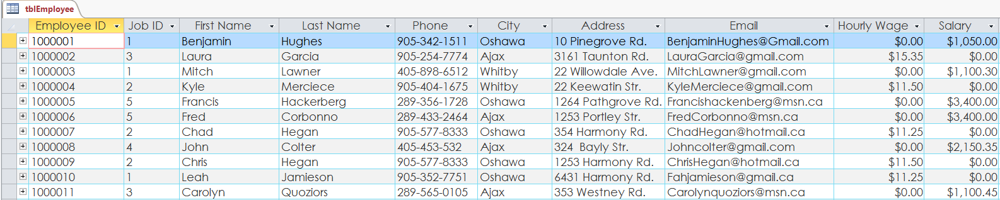 tblEmployee
Employee ID Job ID First Name Last Name Phone City Address Email Hourly Wage Salary
1000001 1 Benjamin Hughes 905-342-1511 Oshawa 10 Pinegrove Rd. BenjaminHughes@Gmail.com $0.00 $1,050.00
1000002 3 Laura Garcia 905-254-7774 Ajax 3161 Taunton Rd. LauraGarcia@gmail.com $15.35 $0.00
1000003 1 Mitch Lawner 405-898-6512 Whitby 22 Willowdale Ave. MitchLawner@gmail.com $0.00 $1,100.30
1000004 2 Kyle Merciece 905-404-1675 Whitby 22 Keewatin Str. KyleMerciece@gmail.com $11.50 $0.00
1000005 5 Francis Hackerberg 289-356-1728 Oshawa 1264 Pathgrove Rd. Francishackenberg@msn.ca $0.00 $3,400.00
1000006 5 Fred Corbonno 289-433-2464 Ajax 1253 Portley Str. FredCorbonno@msn.ca $0.00 $3,400.00
1000007 2 Chad Hegan 905-577-8333 Oshawa 354 Harmony Rd. ChadHegan@hotmail.ca $11.25 $0.00
1000008 4 John Colter 405-453-532 Ajax 324  Bayly Str. Johncolter@gmail.com $0.00 $2,150.35
1000009 2 Chris Hegan 905-577-8333 Oshawa 1253 Harmony Rd. ChrisHegan@hotmail.ca $11.50 $0.00
1000010 1 Leah Jamieson 905-352-7751 Oshawa 6431 Harmony Rd. Fahjamieson@gmail.ca $11.25 $0.00
1000011 3 Carolyn Quoziors 289-565-0105 Ajax 353 Westney Rd. Carolynquoziors@msn.ca $0.00 $1,100.45